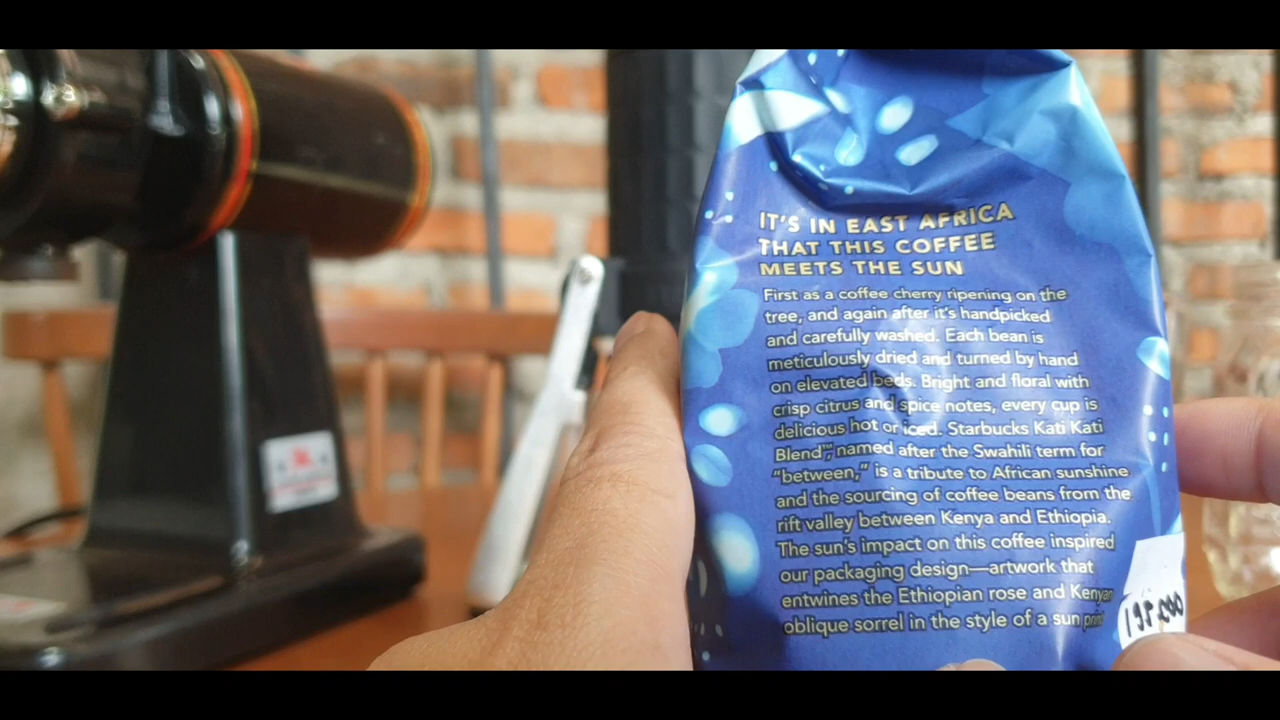 IT'S IN EAST AFRICA
THAT THIS COFFEE
MEETS THE SUN
First as a coffee cherry ripening on the
tree, and again after it's handpicked
and carefully washed. Each bean is
meticulously dried and turned by hand
on elevated beds. Bright and floral with
crisp citrus and spice notes, every cup is
delicious hot or iced. Starbucks Kati Kati
Blend™, named after the Swahili term for
“between,” is a tribute to African sunshine
and the sourcing of coffee beans from the
rift valley between Kenya and Ethiopia.
The sun's impact on this coffee inspired
our packaging design—artwork that
entwines the Ethiopian rose and Kenyan
oblique sorrel in the style of a sun print